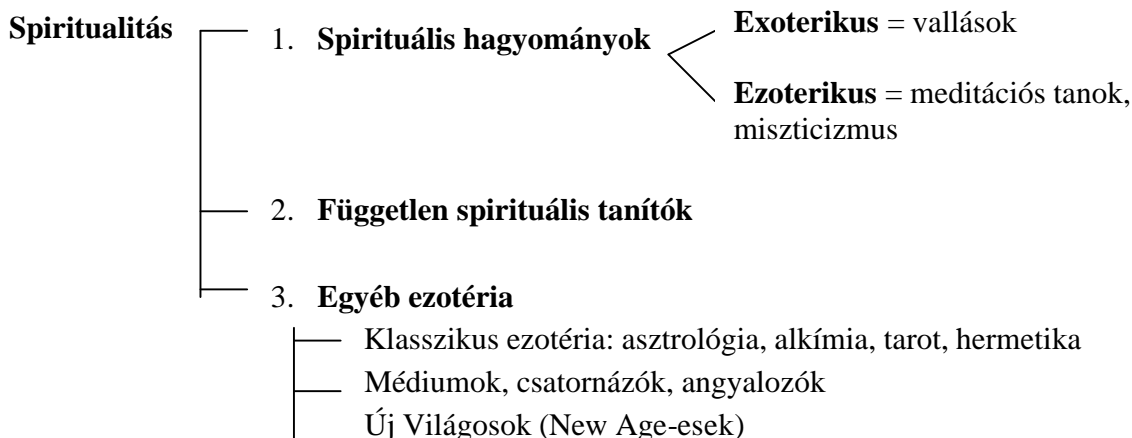 Spiritualitás
1. Spirituális hagyományok
Exoterikus = vallások
Ezoterikus = meditációs tanok,
miszticizmus
2. Független spirituális tanítók
3. Egyéb ezotéria
Klasszikus ezotéria: asztrológia, alkímia, tarot, hermetika
Médiumok, csatornázók, angyalozók
Új Világosok (New Age-esek)